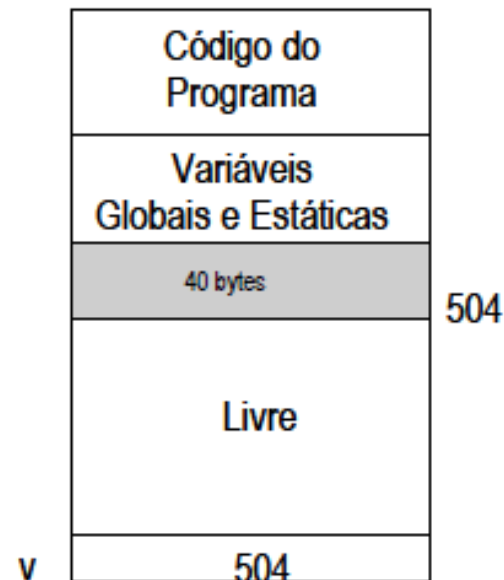 Código do
Programa
Variáveis
Globais e Estáticas
40 bytes
504
Livre
v
504